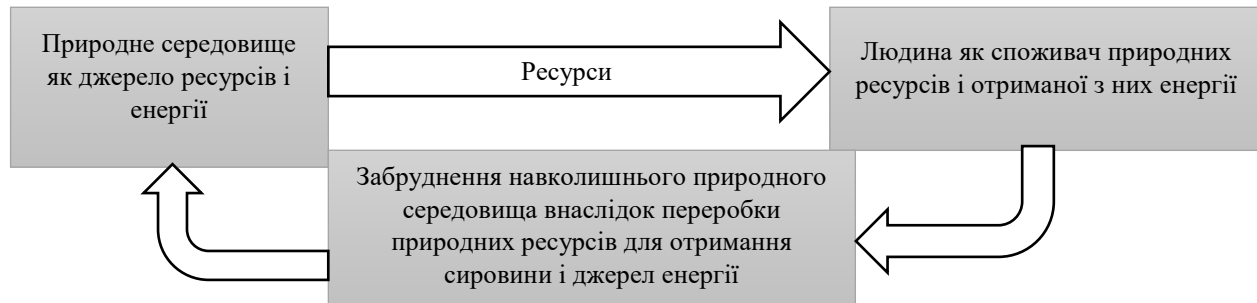 Природне середовище
як джерело ресурсів і
енергії
Ресурси
Людина як споживач природних
ресурсів і отриманої з них енергії
Забруднення навколишнього природного
середовища внаслідок переробки
природних ресурсів для отримання
сировини і джерел енергії